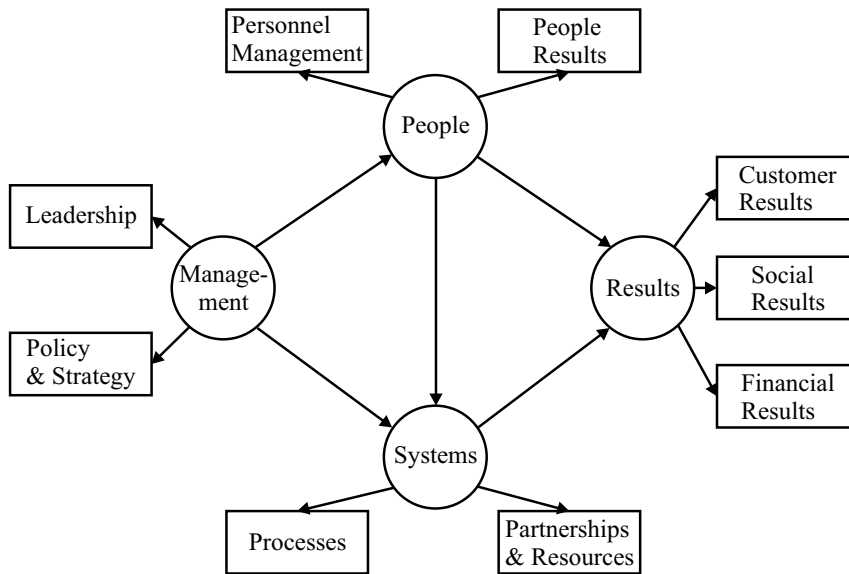 Personnel
Management
People
Results
People
Leadership
Customer
Results
Manage-
ment
Results
Social
Results
Policy
& Strategy
Financial
Results
Systems
Processes
Partnerships
& Resources